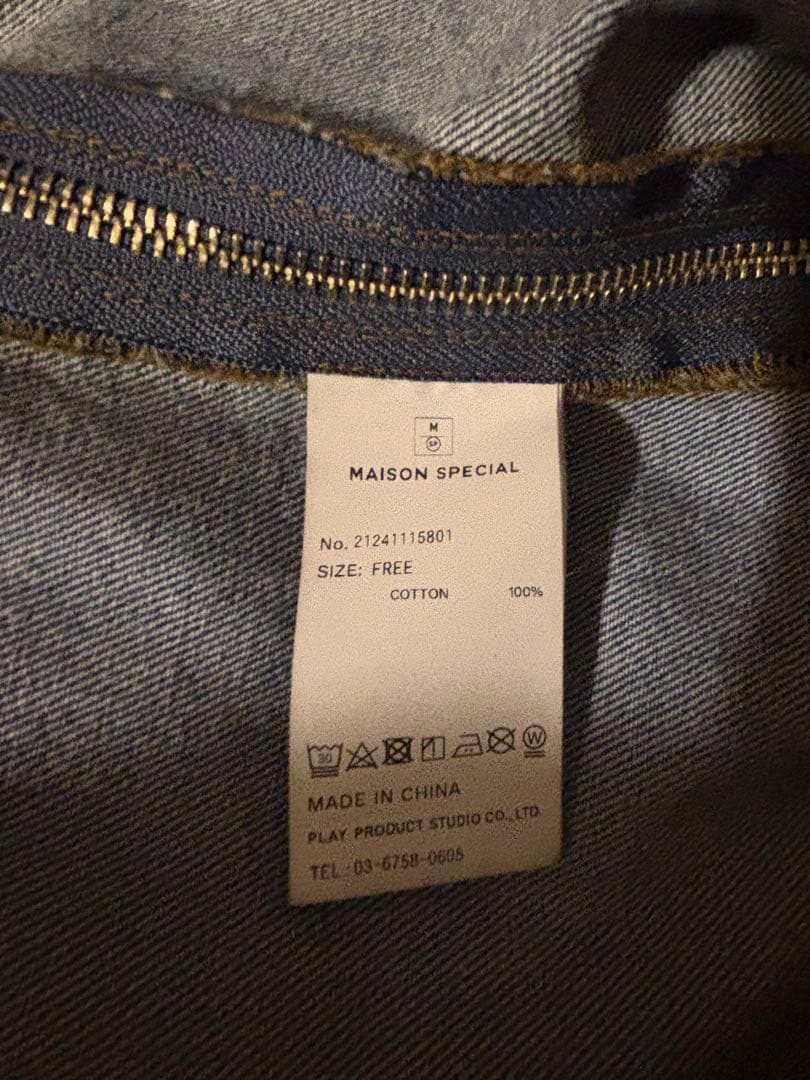 M
SP
MAISON SPECIAL
No. 21241115801
SIZE: FREE
COTTON 100%
30 W
MADE IN CHINA
PLAY PRODUCT STUDIO CO., LTD
TEL : 03-6758-0605